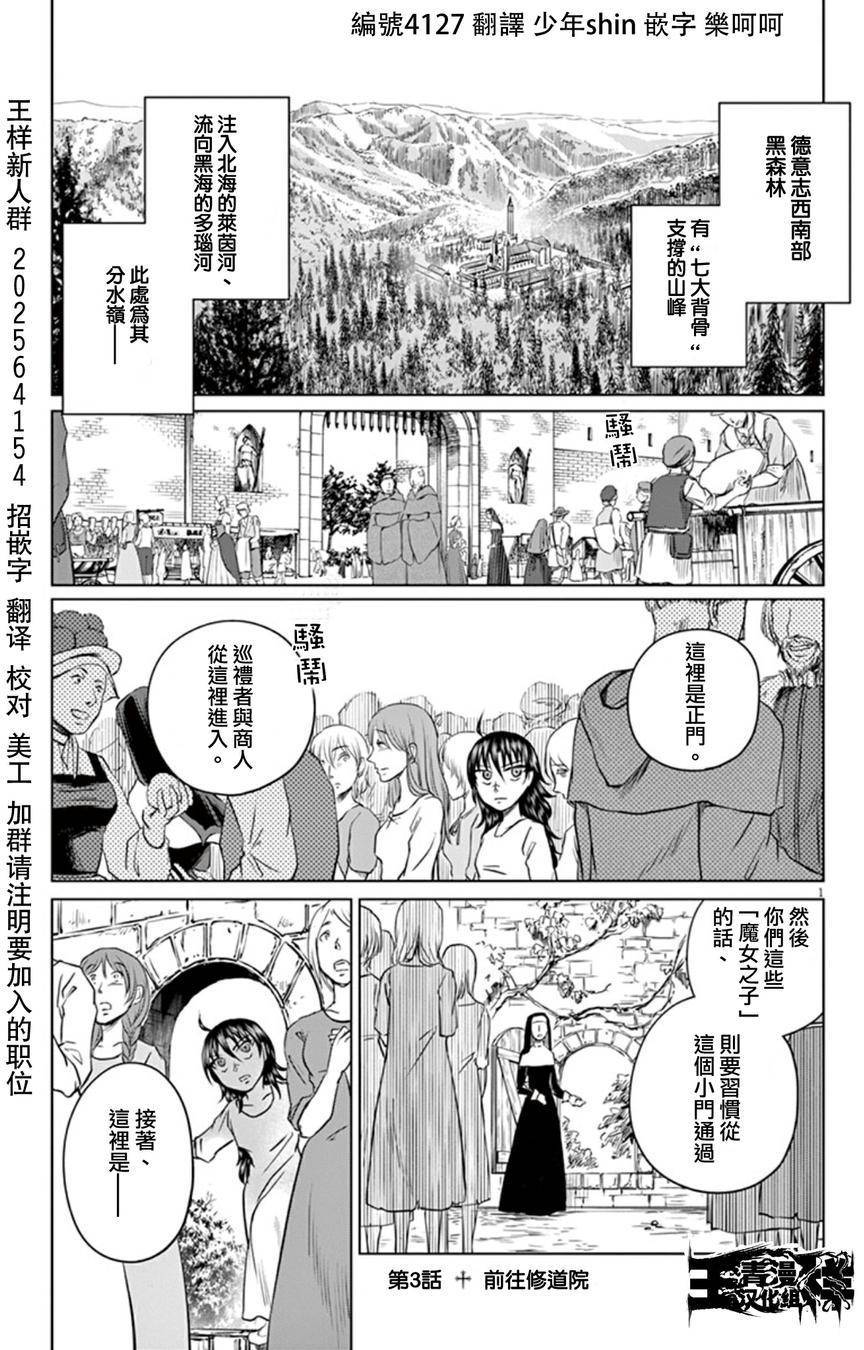 編號4127 翻譯 少年shin 嵌字 樂呵呵
王样新人群 202564154 招嵌字 翻译 校对 美工 加群请注明要加入的职位
德意志西南部
黑森林
有“七大背骨“
支撐的山峰
注入北海的萊茵河、
流向黑海的多瑙河
此處為其
分水嶺——
騷鬧
騷鬧
這裡是正門。
巡禮者與商人
從這裡進入。
1
然後
你們這些
「魔女之子」
的話、
則要習慣從
這個小門通過
接著、
這裡是——
第3話 ✝ 前往修道院
王样
青漫
汉化组